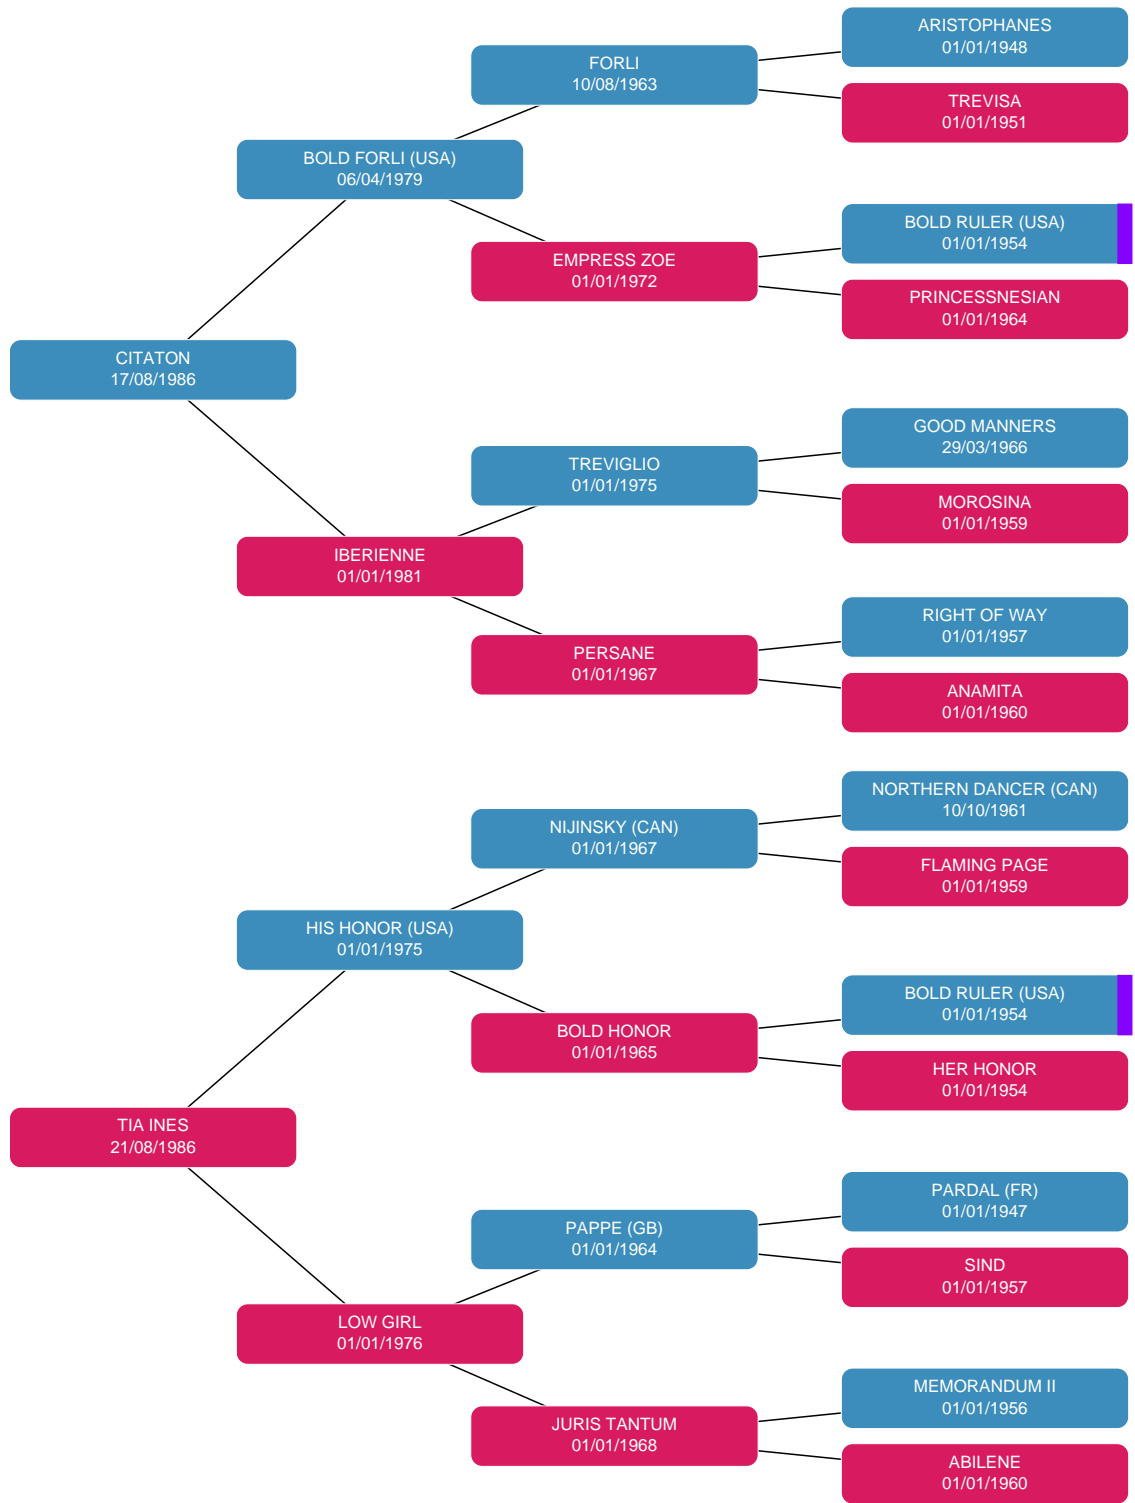 ARISTOPHANES
01/01/1948
FORLI
10/08/1963
TREVISA
01/01/1951
BOLD FORLI (USA)
06/04/1979
BOLD RULER (USA)
01/01/1954
EMPRESS ZOE
01/01/1972
PRINCESSNESIAN
01/01/1964
CITATON
17/08/1986
GOOD MANNERS
29/03/1966
TREVIGLIO
01/01/1975
MOROSINA
01/01/1959
IBERIENNE
01/01/1981
RIGHT OF WAY
01/01/1957
PERSANE
01/01/1967
ANAMITA
01/01/1960
NORTHERN DANCER (CAN)
10/10/1961
NIJINSKY (CAN)
01/01/1967
FLAMING PAGE
01/01/1959
HIS HONOR (USA)
01/01/1975
BOLD RULER (USA)
01/01/1954
BOLD HONOR
01/01/1965
HER HONOR
01/01/1954
TIA INES
21/08/1986
PARDAL (FR)
01/01/1947
PAPPE (GB)
01/01/1964
SIND
01/01/1957
LOW GIRL
01/01/1976
MEMORANDUM II
01/01/1956
JURIS TANTUM
01/01/1968
ABILENE
01/01/1960